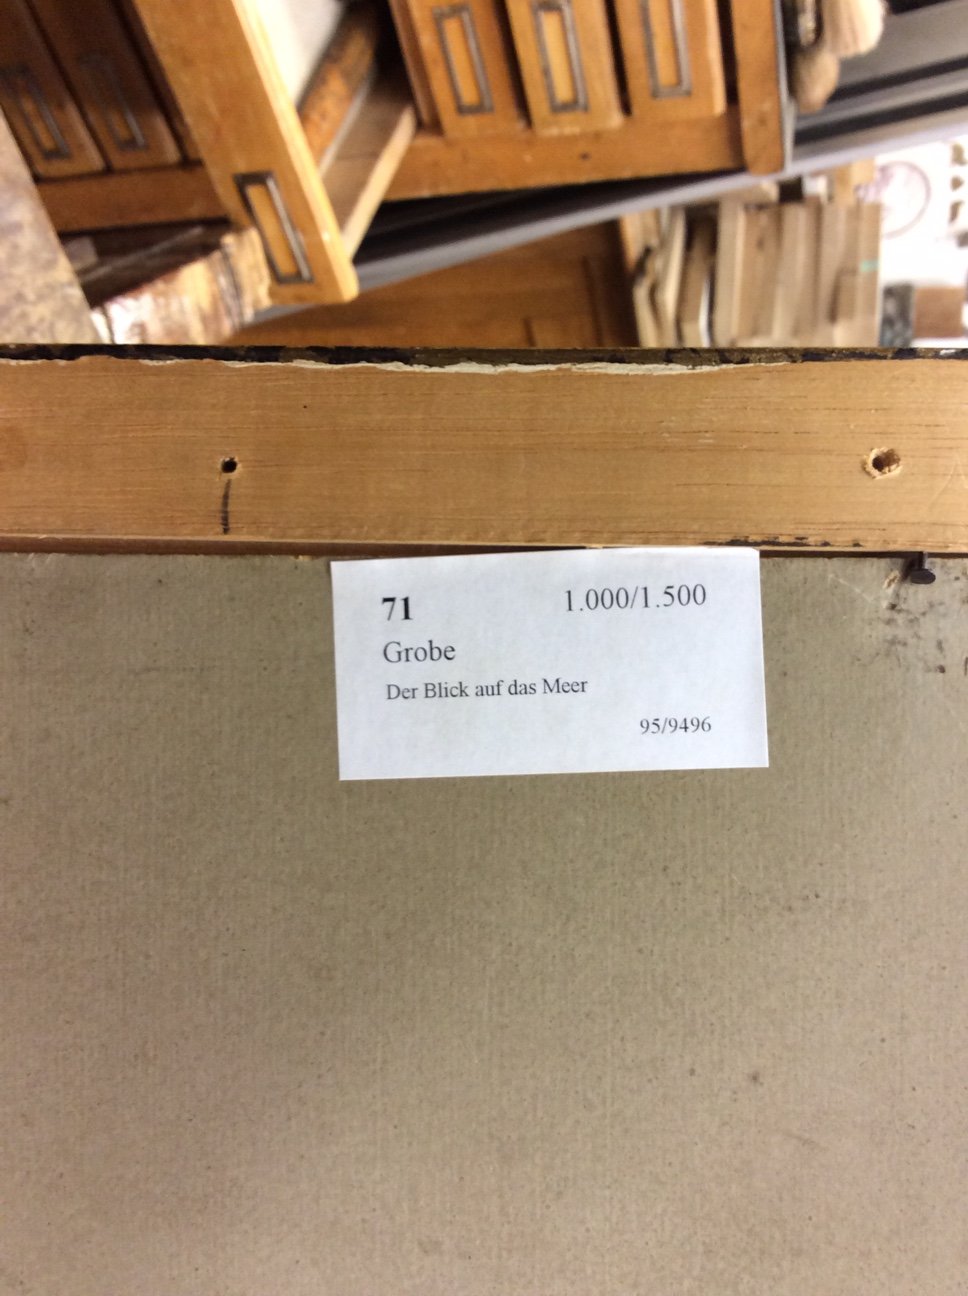 71 1.000/1.500
Grobe
Der Blick auf das Meer
95/9496